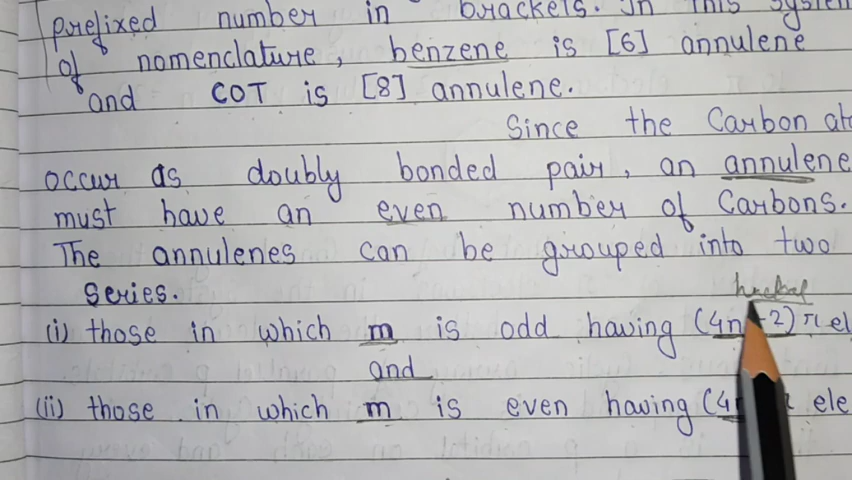 prefixed number in brackets. In this system
of nomenclature, benzene is [6] annulene
and COT is [8] annulene.
Since the Carbon at
occur as doubly bonded pair, an annulene
must have an even number of Carbons.
The annulenes can be grouped into two
series.
(i) those in which m is odd having (4n+2) π el
and
(ii) those in which m is even having (4n ele